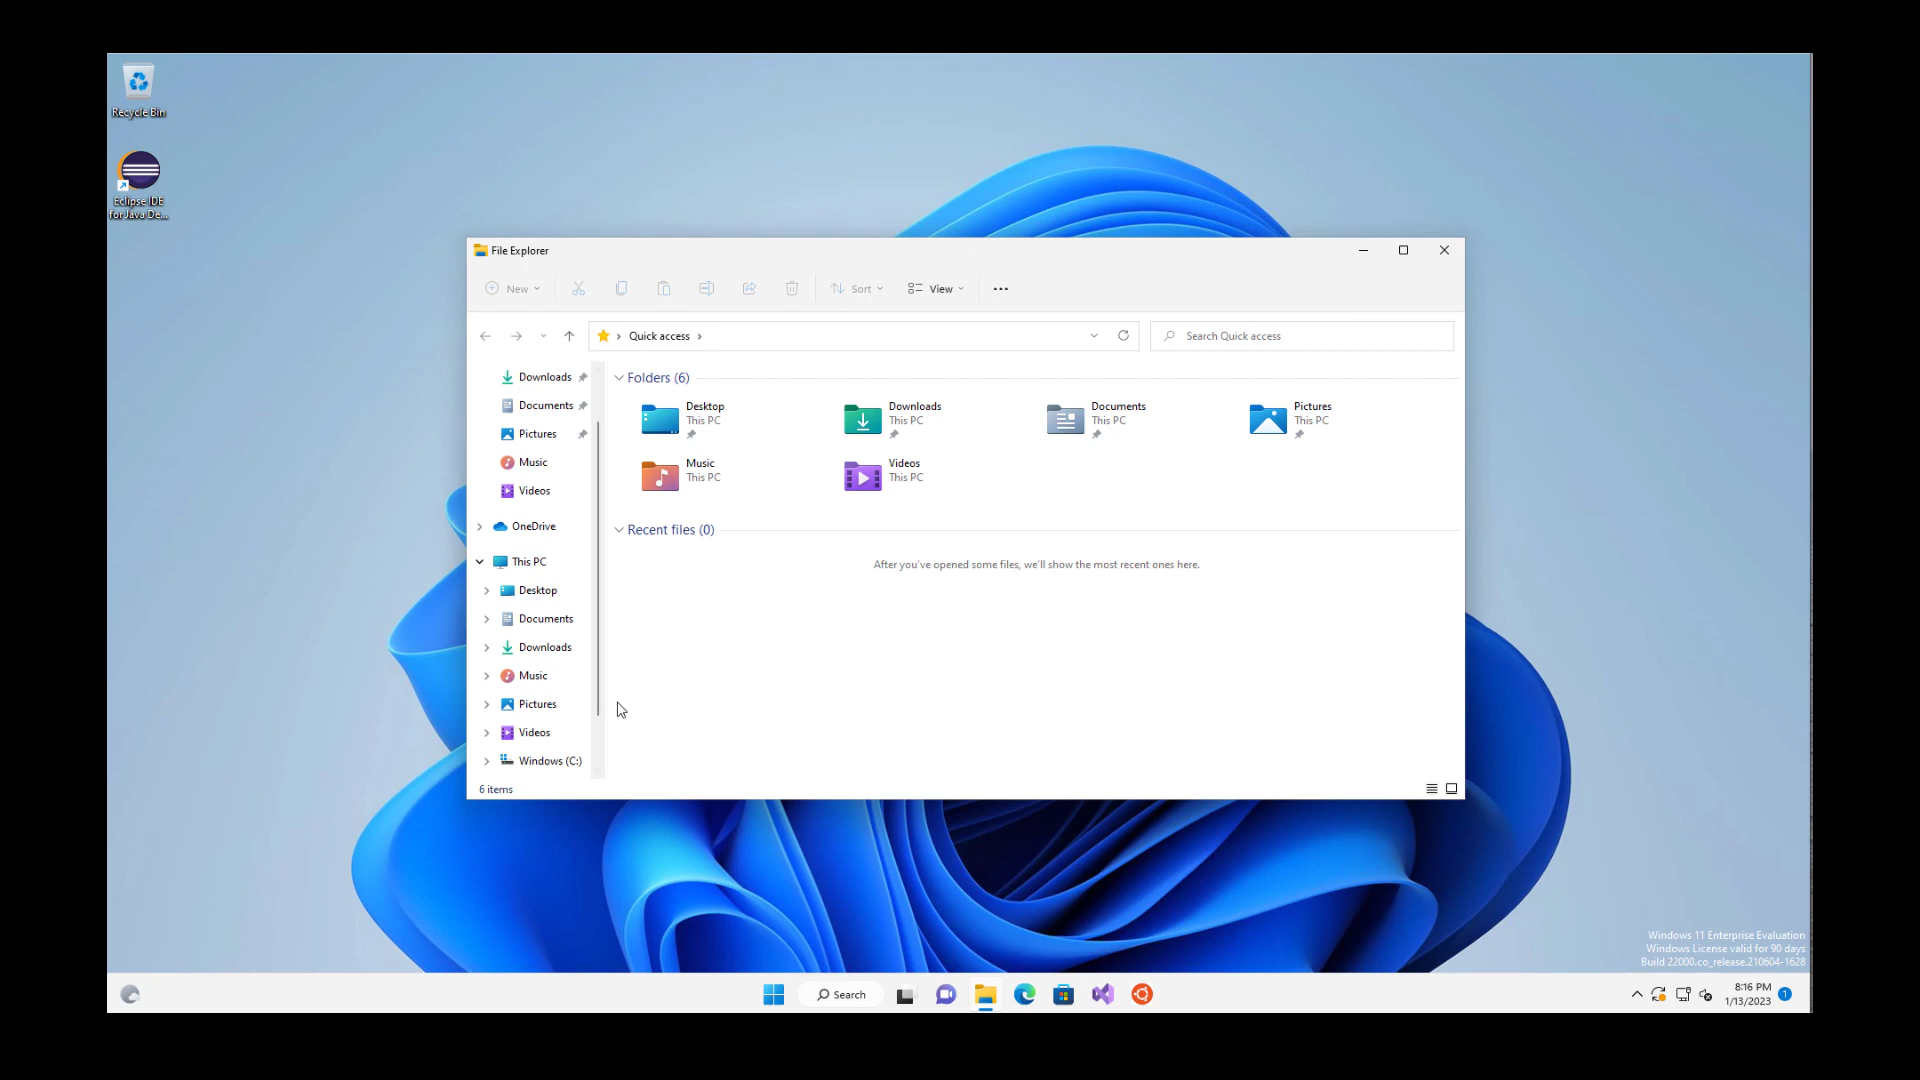 Recycle Bin
Eclipse IDE
for Java De...
File Explorer
New
Sort
View
Quick access
Search Quick access
Downloads
Documents
Pictures
Music
Videos
OneDrive
This PC
Desktop
Documents
Downloads
Music
Pictures
Videos
Windows (C:)
Folders (6)
Desktop
This PC
Downloads
This PC
Documents
This PC
Pictures
This PC
Music
This PC
Videos
This PC
Recent files (0)
After you've opened some files, we'll show the most recent ones here.
6 items
Windows 11 Enterprise Evaluation
Windows License valid for 90 days
Build 22000.co_release.210604-1628
Search
8:16 PM
1/13/2023
1